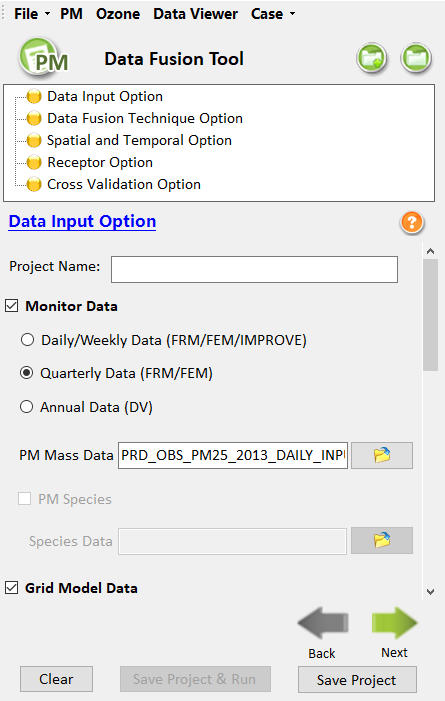 File PM Ozone Data Viewer Case
PM Data Fusion Tool
Data Input Option
Data Fusion Technique Option
Spatial and Temporal Option
Receptor Option
Cross Validation Option
Data Input Option ?
Project Name:
Monitor Data
Daily/Weekly Data (FRM/FEM/IMPROVE)
Quarterly Data (FRM/FEM)
Annual Data (DV)
PM Mass Data PRD_OBS_PM25_2013_DAILY_INPU
PM Species
Species Data
Grid Model Data
Back Next
Clear Save Project & Run Save Project